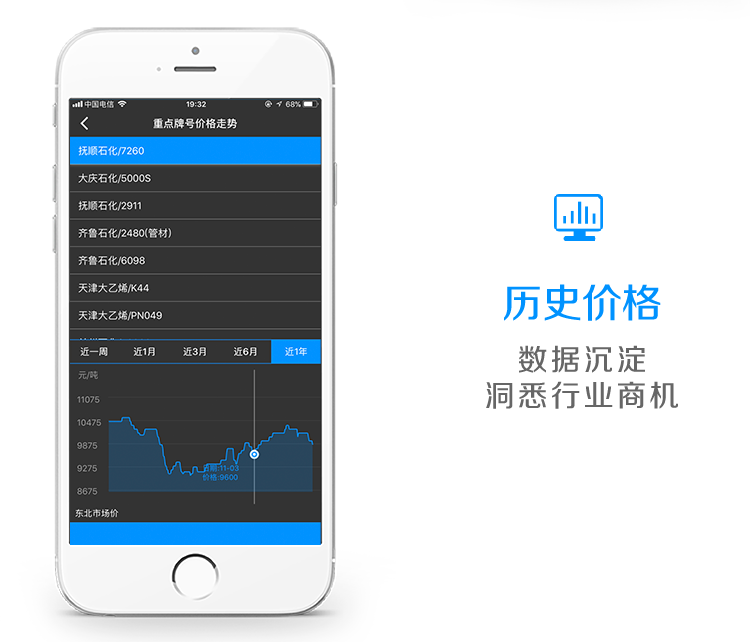 中国电信
19:32
68%
重点牌号价格走势
抚顺石化/7260
大庆石化/5000S
抚顺石化/2911
齐鲁石化/2480(管材)
齐鲁石化/6098
天津大乙烯/K44
天津大乙烯/PN049
近一周 近1月 近3月 近6月 近1年
元/吨
11075
10475
9875
9275
8675
日期:11-03
价格:9600
东北市场价
历史价格
数据沉淀
洞悉行业商机